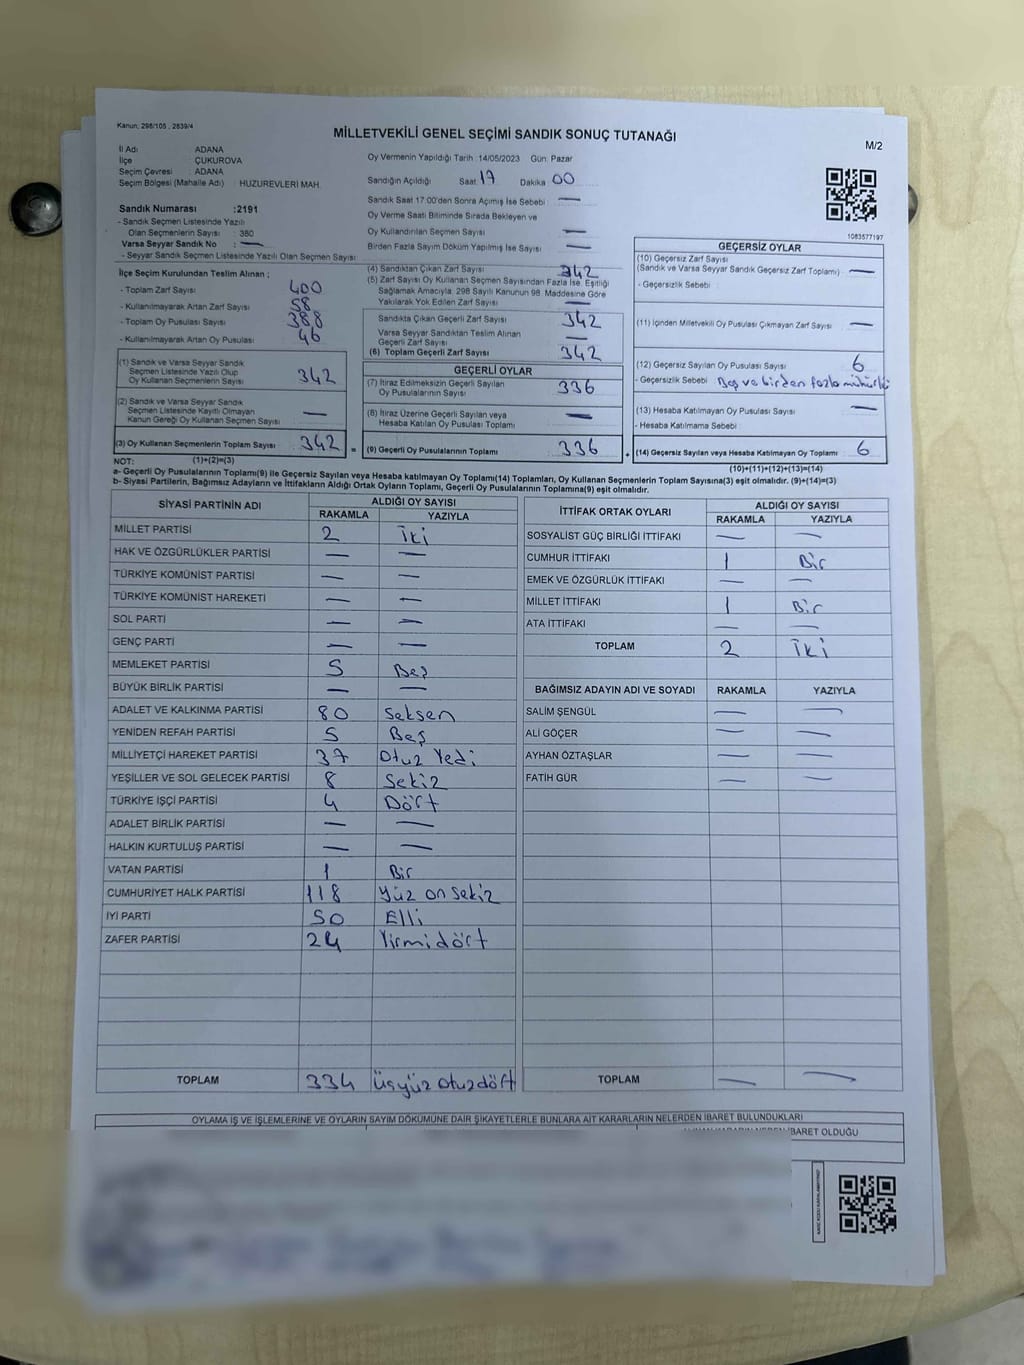 Kanun; 298/105 , 2839/4
MİLLETVEKİLİ GENEL SEÇİMİ SANDIK SONUÇ TUTANAĞI
M/2
İl Adı ADANA
İlçe ÇUKUROVA
Seçim Çevresi : ADANA
Seçim Bölgesi (Mahalle Adı) : HUZUREVLERİ MAH.
Oy Vermenin Yapıldığı Tarih : 14/05/2023 Gün: Pazar
Sandığın Açıldığı Saat 17 Dakika 00
Sandık Saat 17:00'den Sonra Açımış İse Sebebi —
Oy Verme Saati Bitiminde Sırada Bekleyen ve
Oy Kullandırılan Seçmen Sayısı —
Birden Fazla Sayım Döküm Yapılmış İse Sayısı —
1083577197
Sandık Numarası :2191
- Sandık Seçmen Listesinde Yazılı
Olan Seçmenlerin Sayısı : 380
Varsa Seyyar Sandık No : —
- Seyyar Sandık Seçmen Listesinde Yazılı Olan Seçmen Sayısı
İlçe Seçim Kurulundan Teslim Alınan ;
- Toplam Zarf Sayısı 400
- Kullanılmayarak Artan Zarf Sayısı 58
- Toplam Oy Pusulası Sayısı 388
- Kullanılmayarak Artan Oy Pusulası 46
(1) Sandık ve Varsa Seyyar Sandık
Seçmen Listesinde Yazılı Olup
Oy Kullanan Seçmenlerin Sayısı 342
(2) Sandık ve Varsa Seyyar Sandık
Seçmen Listesinde Kayıtlı Olmayan
Kanun Gereği Oy Kullanan Seçmen Sayısı —
(3) Oy Kullanan Seçmenlerin Toplam Sayısı : 342 =
(4) Sandıktan Çıkan Zarf Sayısı 342
(5) Zarf Sayısı Oy Kullanan Seçmen Sayısından Fazla İse, Eşitliği
Sağlamak Amacıyla, 298 Sayılı Kanunun 98. Maddesine Göre
Yakılarak Yok Edilen Zarf Sayısı —
Sandıkta Çıkan Geçerli Zarf Sayısı 342
Varsa Seyyar Sandıktan Teslim Alınan
Geçerli Zarf Sayısı —
(6) Toplam Geçerli Zarf Sayısı 342
GEÇERLİ OYLAR
(7) İtiraz Edilmeksizin Geçerli Sayılan
Oy Pusulalarının Sayısı 336
(8) İtiraz Üzerine Geçerli Sayılan veya
Hesaba Katılan Oy Pusulası Toplamı —
(9) Geçerli Oy Pusulalarının Toplamı : 336 +
GEÇERSİZ OYLAR
(10) Geçersiz Zarf Sayısı
(Sandık ve Varsa Seyyar Sandık Geçersiz Zarf Toplamı) —
- Geçersizlik Sebebi
(11) İçinden Milletvekili Oy Pusulası Çıkmayan Zarf Sayısı —
(12) Geçersiz Sayılan Oy Pusulası Sayısı 6
- Geçersizlik Sebebi Boş ve birden fazla mühürlü
(13) Hesaba Katılmayan Oy Pusulası Sayısı —
- Hesaba Katılmama Sebebi
(14) Geçersiz Sayılan veya Hesaba Katılmayan Oy Toplamı 6
NOT: (1)+(2)=(3)
(10)+(11)+(12)+(13)=(14)
a- Geçerli Oy Pusulalarının Toplamı(9) ile Geçersiz Sayılan veya Hesaba katılmayan Oy Toplamı(14) Toplamları, Oy Kullanan Seçmenlerin Toplam Sayısına(3) eşit olmalıdır. (9)+(14)=(3)
b- Siyasi Partilerin, Bağımsız Adayların ve İttifakların Aldığı Ortak Oyların Toplamı, Geçerli Oy Pusulalarının Toplamına(9) eşit olmalıdır.
SİYASİ PARTİNİN ADI ALDIĞI OY SAYISI
RAKAMLA YAZIYLA
MİLLET PARTİSİ 2 İki
HAK VE ÖZGÜRLÜKLER PARTİSİ — —
TÜRKİYE KOMÜNİST PARTİSİ — —
TÜRKİYE KOMÜNİST HAREKETİ — —
SOL PARTİ — —
GENÇ PARTİ — —
MEMLEKET PARTİSİ 5 Beş
BÜYÜK BİRLİK PARTİSİ — —
ADALET VE KALKINMA PARTİSİ 80 Seksen
YENİDEN REFAH PARTİSİ 5 Beş
MİLLİYETÇİ HAREKET PARTİSİ 37 Otuz Yedi
YEŞİLLER VE SOL GELECEK PARTİSİ 8 Sekiz
TÜRKİYE İŞÇİ PARTİSİ 4 Dört
ADALET BİRLİK PARTİSİ — —
HALKIN KURTULUŞ PARTİSİ — —
VATAN PARTİSİ 1 Bir
CUMHURİYET HALK PARTİSİ 118 Yüz on sekiz
İYİ PARTİ 50 Elli
ZAFER PARTİSİ 24 Yirmidört
TOPLAM 334 üçyüz otuzdört
İTTİFAK ORTAK OYLARI ALDIĞI OY SAYISI
RAKAMLA YAZIYLA
SOSYALİST GÜÇ BİRLİĞİ İTTİFAKI — —
CUMHUR İTTİFAKI 1 Bir
EMEK VE ÖZGÜRLÜK İTTİFAKI — —
MİLLET İTTİFAKI 1 Bir
ATA İTTİFAKI — —
TOPLAM 2 İki
BAĞIMSIZ ADAYIN ADI VE SOYADI RAKAMLA YAZIYLA
SALİM ŞENGÜL — —
ALİ GÖÇER — —
AYHAN ÖZTAŞLAR — —
FATİH GÜR — —
TOPLAM — —
OYLAMA İŞ VE İŞLEMLERİNE VE OYLARIN SAYIM DÖKÜMÜNE DAİR ŞİKAYETLERLE BUNLARA AİT KARARLARIN NELERDEN İBARET BULUNDUKLARI
İBARET OLDUĞU